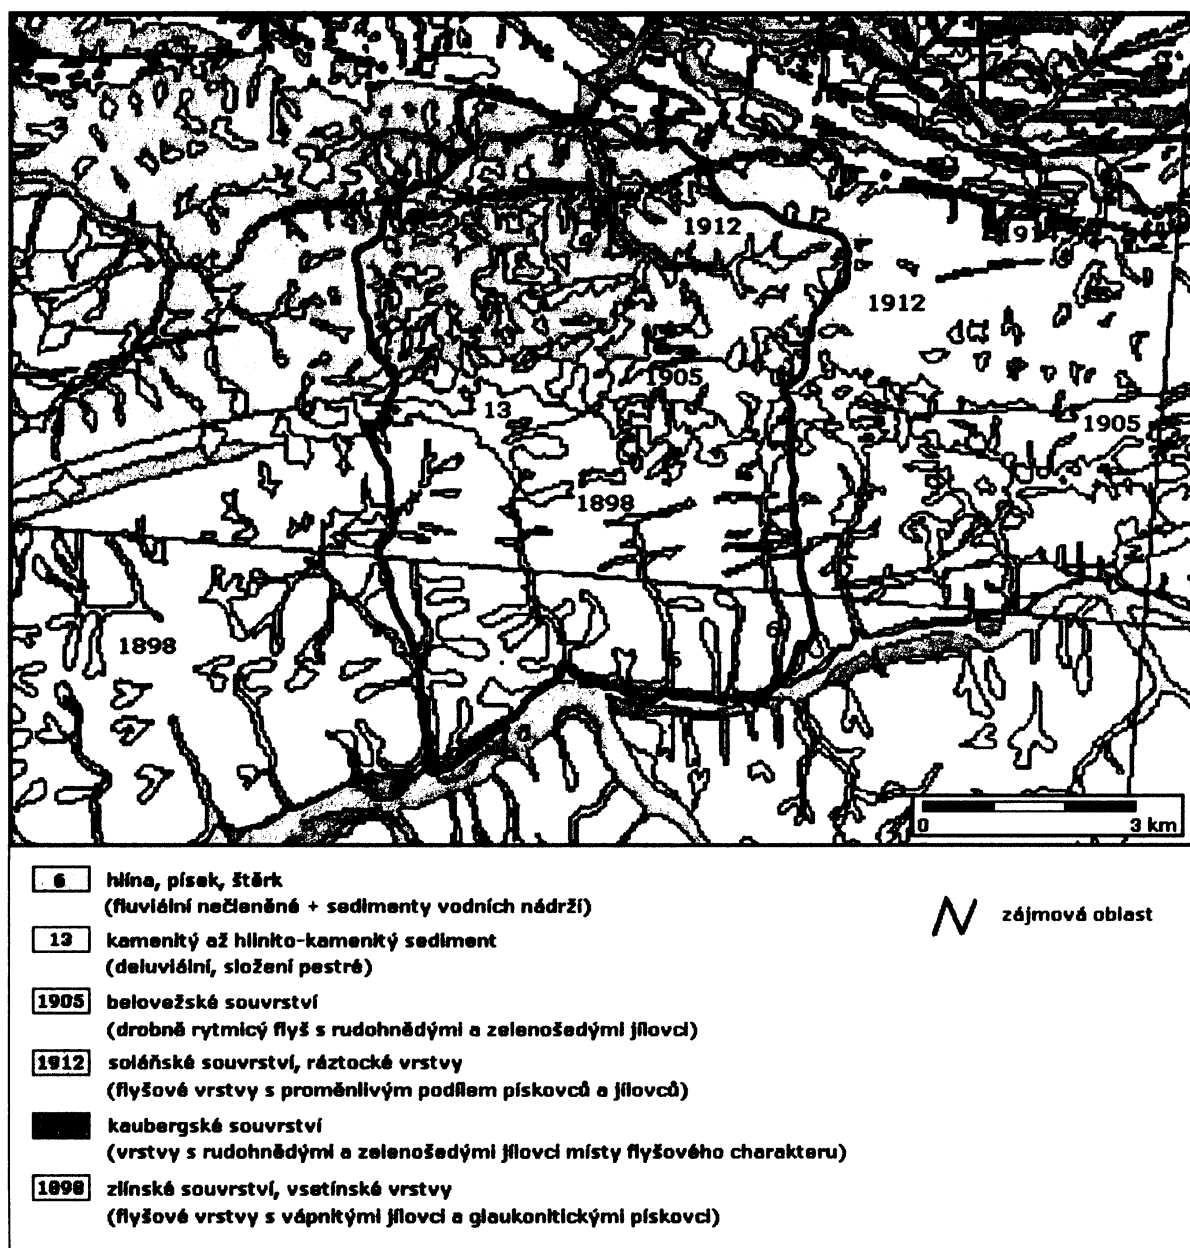 1912
191
1912
1905
13
1905
1898
1898
6
0 3 km
6 hlína, písek, štěrk
(fluviální nečleněné + sedimenty vodních nádrží)
zájmová oblast
13 kamenitý až hlinito-kamenitý sediment
(deluviální, složení pestré)
1905 belovežské souvrství
(drobně rytmicý flyš s rudohnědými a zelenošedými jílovci)
1912 soláňské souvrství, ráztocké vrstvy
(flyšové vrstvy s proměnlivým podílem pískovců a jílovců)
kaubergské souvrství
(vrstvy s rudohnědými a zelenošedými jílovci místy flyšového charakteru)
1898 zlínské souvrství, vsetínské vrstvy
(flyšové vrstvy s vápnitými jílovci a glaukonitickými pískovci)